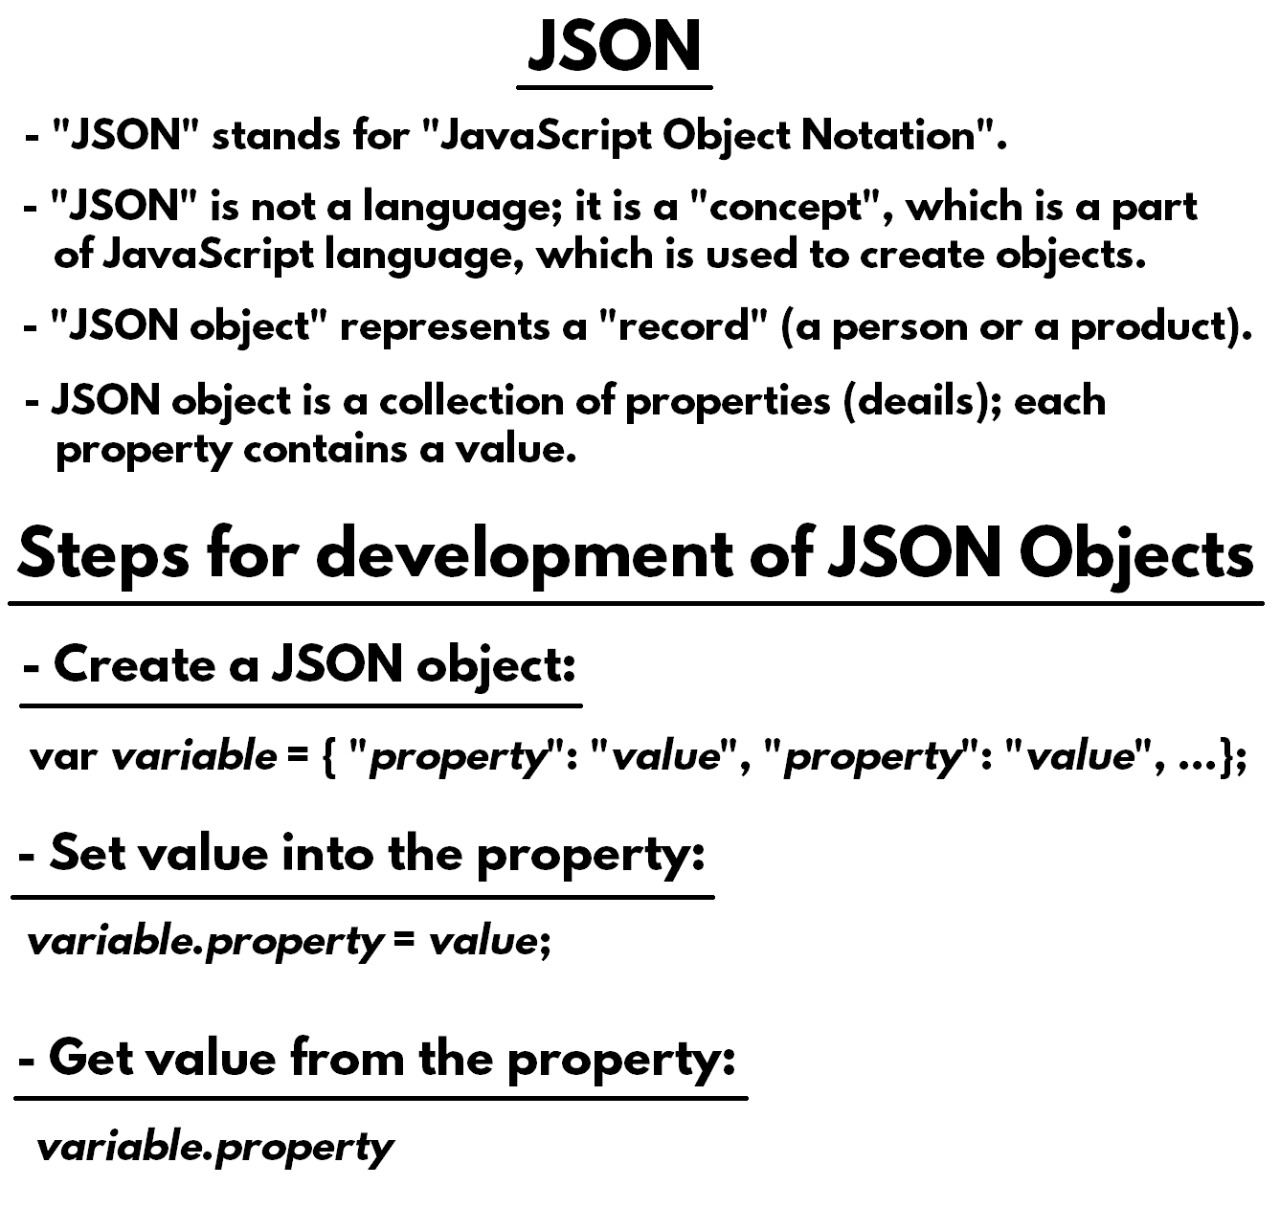 JSON
- "JSON" stands for "JavaScript Object Notation".
- "JSON" is not a language; it is a "concept", which is a part
of JavaScript language, which is used to create objects.
- "JSON object" represents a "record" (a person or a product).
- JSON object is a collection of properties (deails); each
property contains a value.
Steps for development of JSON Objects
- Create a JSON object:
var variable = { "property": "value", "property": "value", ...};
- Set value into the property:
variable.property = value;
- Get value from the property:
variable.property